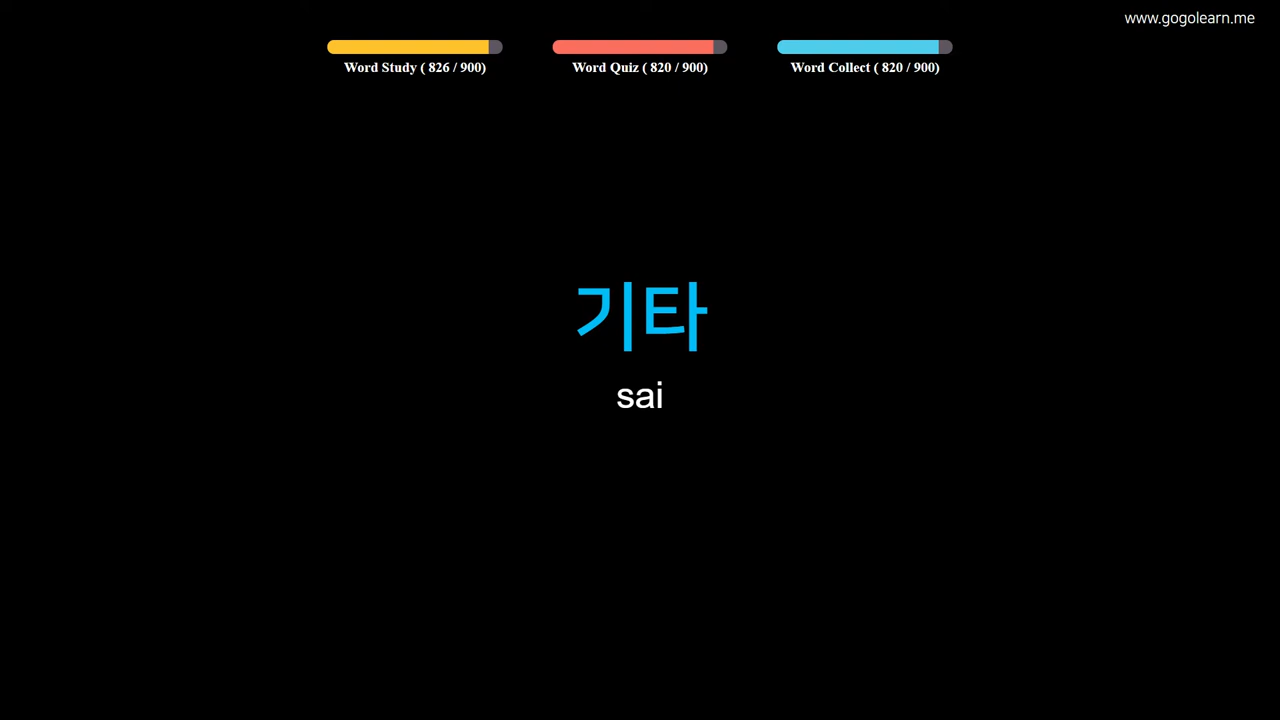 www.gogolearn.me
Word Study ( 826 / 900)
Word Quiz ( 820 / 900)
Word Collect ( 820 / 900)
기타
sai